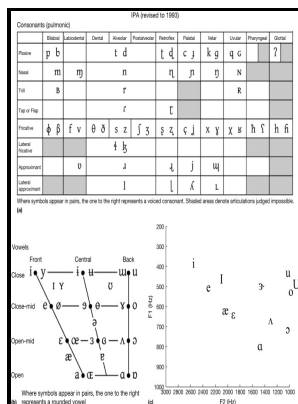 IPA (revised to 1993)
Consonants (pulmonic)
Bilabial Labiodental Dental Alveolar Postalveolar Retroflex Palatal Velar Uvular Pharyngeal Glottal
Plosive p b t d ʈ ɖ c ɟ k ɡ q ɢ ʔ
Nasal m ɱ n ɳ ɲ ŋ ɴ
Trill ʙ r ʀ
Tap or Flap ɾ ɽ
Fricative ɸ β f v θ ð s z ʃ ʒ ʂ ʐ ç ʝ x ɣ χ ʁ ħ ʕ h ɦ
Lateral fricative ɬ ɮ
Approximant ʋ ɹ ɻ j ɰ
Lateral approximant l ɭ ʎ ʟ
Where symbols appear in pairs, the one to the right represents a voiced consonant. Shaded areas denote articulations judged impossible.
(a)
Vowels
Front Central Back
Close i y ɨ ʉ ɯ u
I Y ʊ
Close-mid e ø ɘ ɵ ɤ o
ə
Open-mid ɛ œ ɜ ɞ ʌ ɔ
æ ɐ
Open a ɶ ɑ ɒ
Where symbols appear in pairs, the one to the right
(b) represents a rounded vowel
200
300
400
500
600
700
800
900
1000
F1 (Hz)
i
u
e I ɝ o U
æ ɛ
ʌ ɔ
ɑ
3000 2800 2600 2400 2200 2000 1800 1600 1400 1200 1000
(c) F2 (Hz)